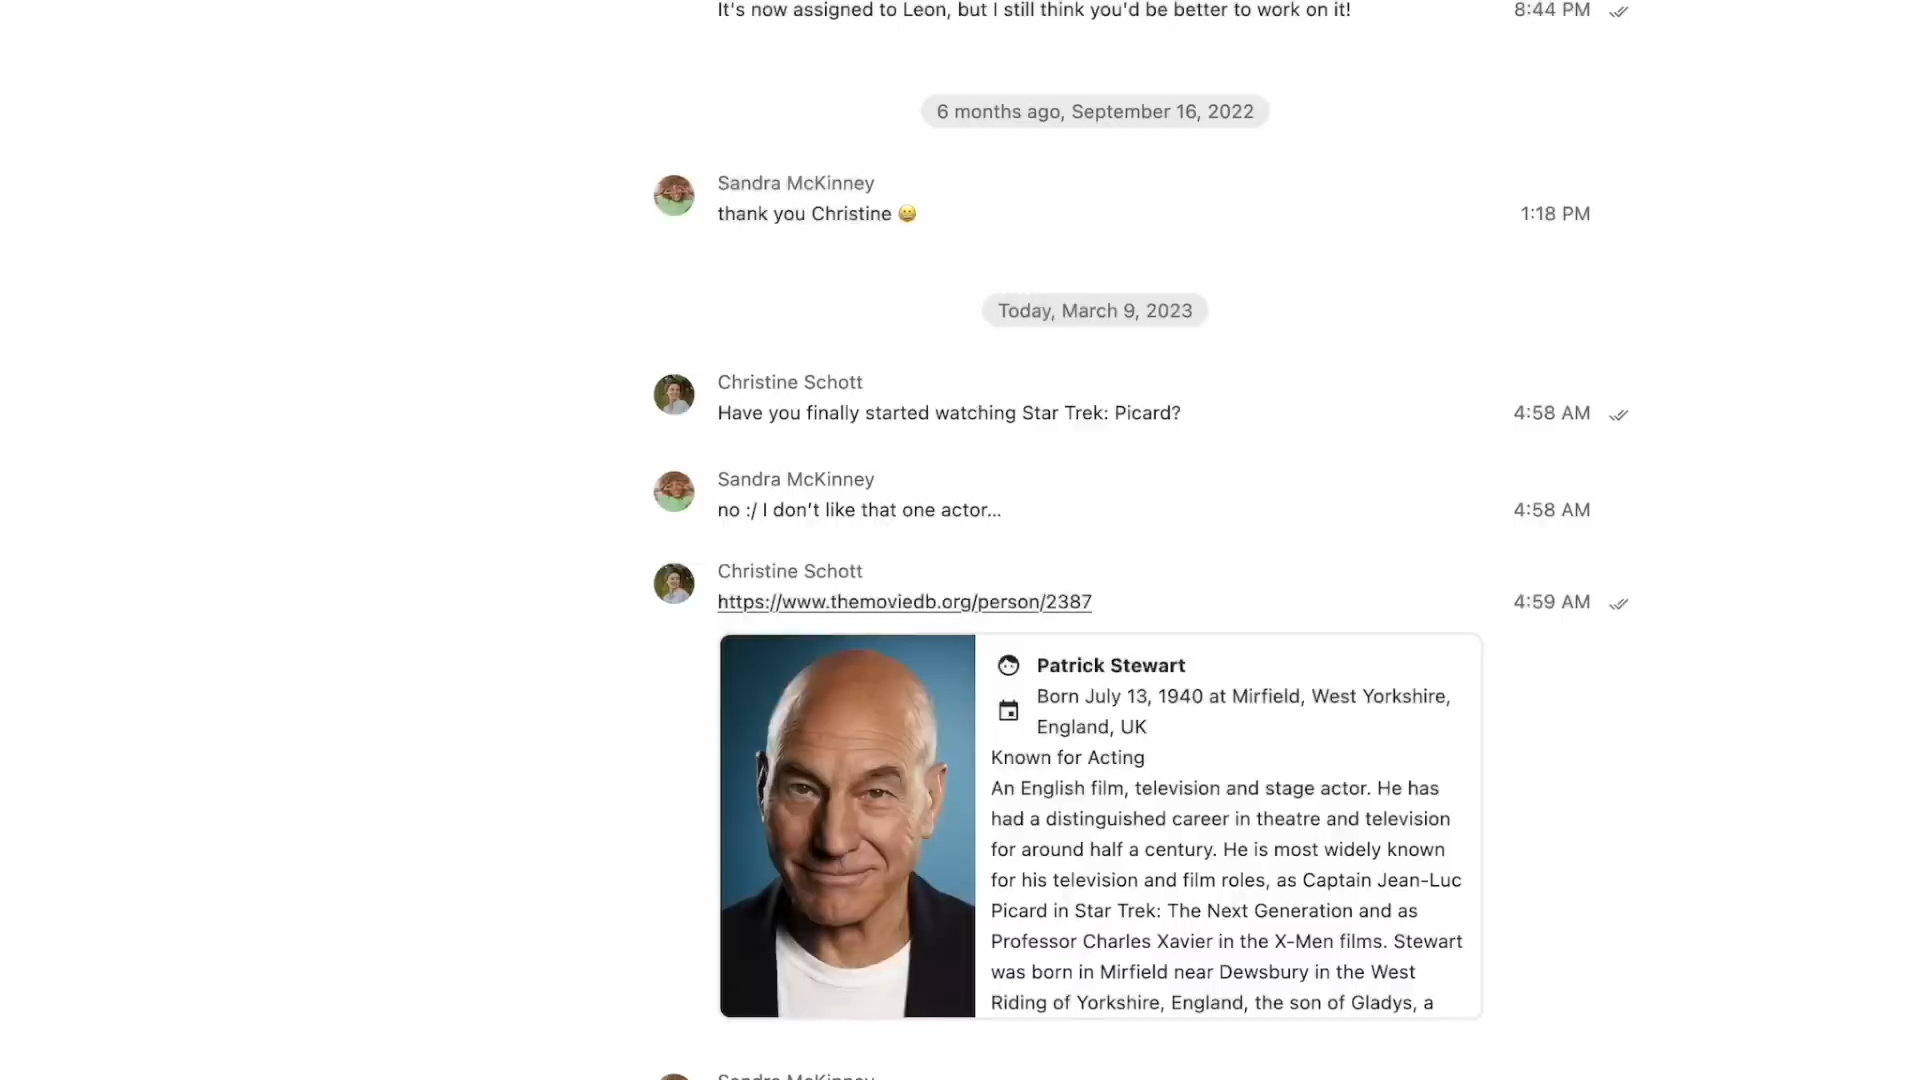 It's now assigned to Leon, but I still think you'd be better to work on it!
8:44 PM
6 months ago, September 16, 2022
Sandra McKinney
thank you Christine 😀
1:18 PM
Today, March 9, 2023
Christine Schott
Have you finally started watching Star Trek: Picard?
4:58 AM
Sandra McKinney
no :/ I don’t like that one actor...
4:58 AM
Christine Schott
https://www.themoviedb.org/person/2387
4:59 AM
Patrick Stewart
Born July 13, 1940 at Mirfield, West Yorkshire,
England, UK
Known for Acting
An English film, television and stage actor. He has
had a distinguished career in theatre and television
for around half a century. He is most widely known
for his television and film roles, as Captain Jean-Luc
Picard in Star Trek: The Next Generation and as
Professor Charles Xavier in the X-Men films. Stewart
was born in Mirfield near Dewsbury in the West
Riding of Yorkshire, England, the son of Gladys, a
Sandra McKinney